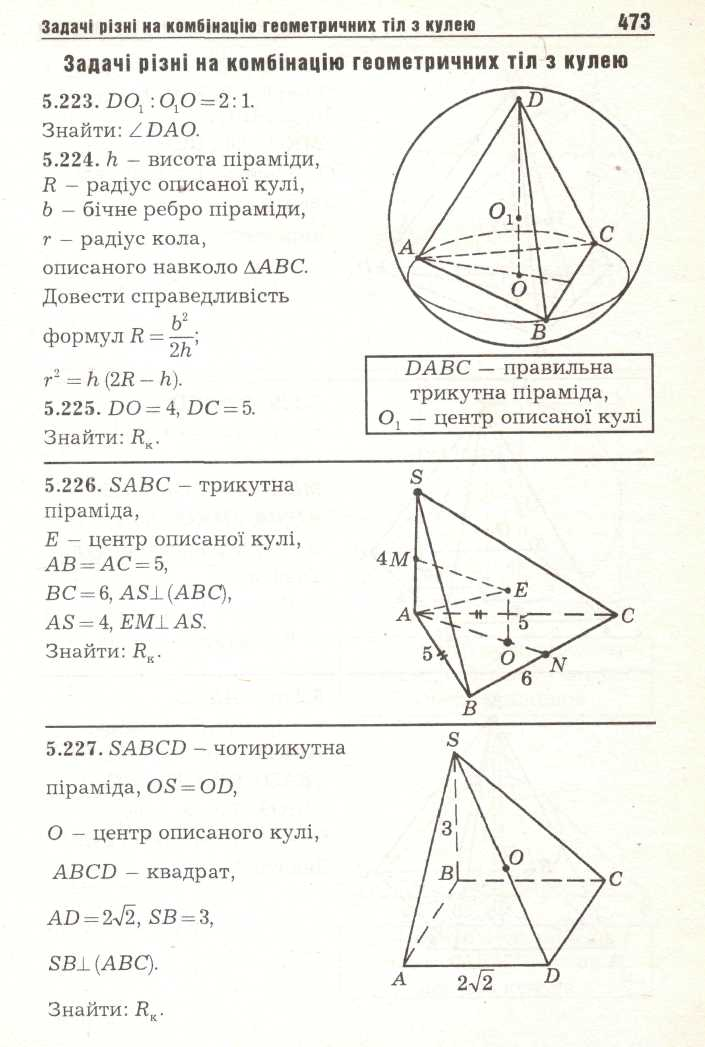 Задачі різні на комбінацію геометричних тіл з кулею 473
Задачі різні на комбінацію геометричних тіл з кулею
5.223. DO₁ : O₁O = 2 : 1.
Знайти: ∠DAO.
5.224. h – висота піраміди,
R – радіус описаної кулі,
b – бічне ребро піраміди,
r – радіус кола,
описаного навколо △ABC.
Довести справедливість
формул R = b²/2h;
r² = h (2R – h).
5.225. DO = 4, DC = 5.
Знайти: Rк.
D
O₁
A
C
O
B
DABC — правильна
трикутна піраміда,
O₁ — центр описаної кулі
5.226. SABC – трикутна
піраміда,
E – центр описаної кулі,
AB = AC = 5,
BC = 6, AS⊥(ABC),
AS = 4, EM⊥AS.
Знайти: Rк.
S
4 M
E
A
5
C
5
O
N
6
B
5.227. SABCD – чотирикутна
піраміда, OS = OD,
O – центр описаного кулі,
ABCD – квадрат,
AD = 2√2, SB = 3,
SB⊥(ABC).
Знайти: Rк.
S
3
O
B
C
A
2√2
D